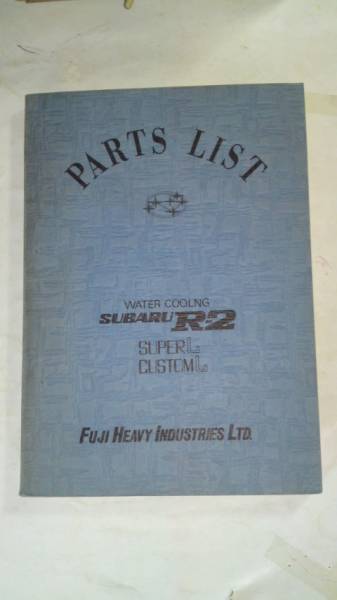 PARTS LIST
WATER COOLNG
SUBARU R2
SUPER L
CUSTOM L
FUJI HEAVY INDUSTRIES LTD.